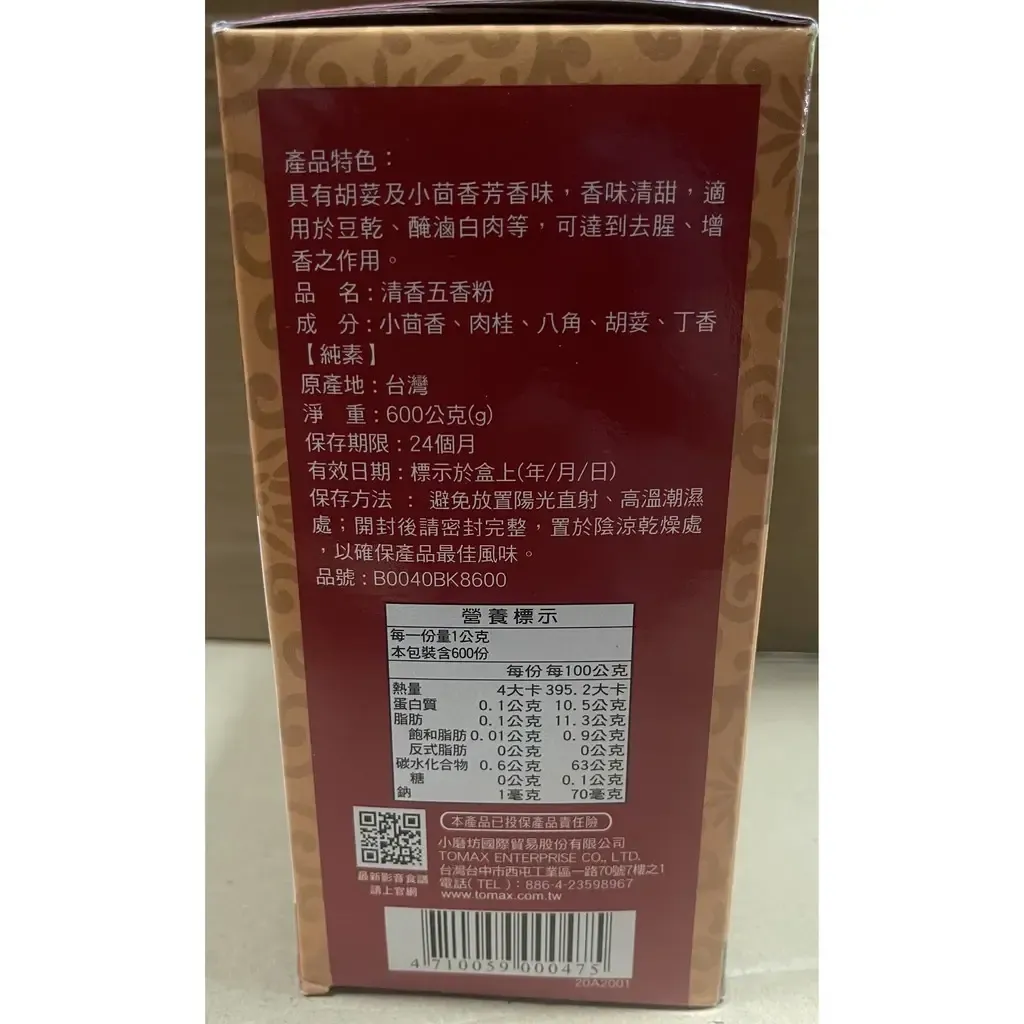 產品特色：
具有胡荽及小茴香芳香味，香味清甜，適
用於豆乾、醃滷白肉等，可達到去腥、增
香之作用。
品　名：清香五香粉
成　分：小茴香、肉桂、八角、胡荽、丁香
【純素】
原產地：台灣
淨　重：600公克(g)
保存期限：24個月
有效日期：標示於盒上(年/月/日)
保存方法 ： 避免放置陽光直射、高溫潮濕
處；開封後請密封完整，置於陰涼乾燥處
，以確保產品最佳風味。
品號：B0040BK8600
營養標示
每一份量1公克
本包裝含600份
每份 每100公克
熱量 4大卡 395.2大卡
蛋白質 0.1公克 10.5公克
脂肪 0.1公克 11.3公克
飽和脂肪 0.01公克 0.9公克
反式脂肪 0公克 0公克
碳水化合物 0.6公克 63公克
糖 0公克 0.1公克
鈉 1毫克 70毫克
本產品已投保產品責任險
小磨坊國際貿易股份有限公司
TOMAX ENTERPRISE CO., LTD.
台灣台中市西屯工業區一路70號7樓之1
電話( TEL )：886-4-23598967
www.tomax.com.tw
最新影音食譜
請上官網
4 710059 000475
20A2001